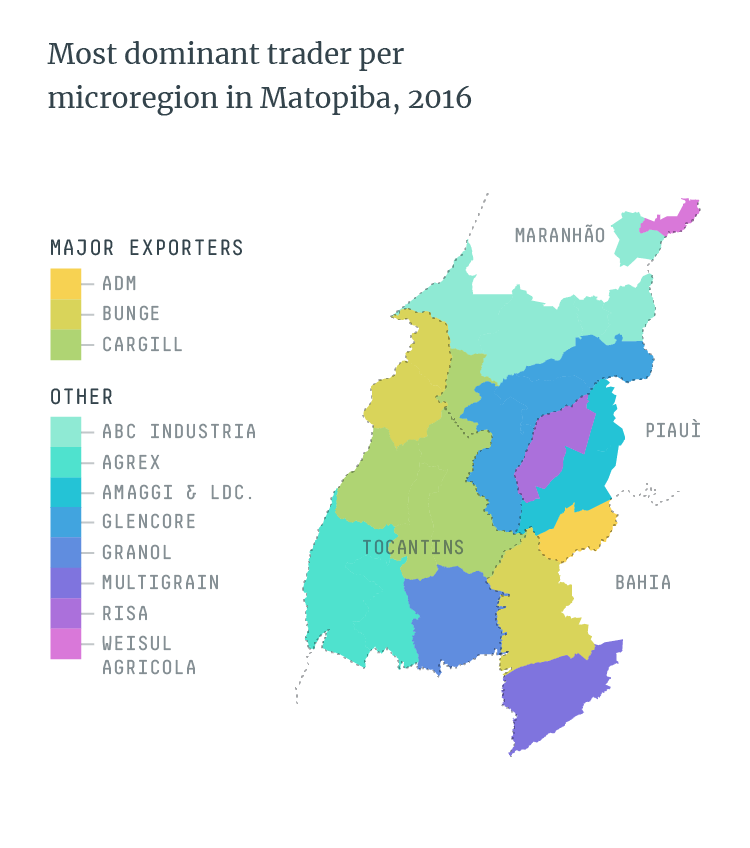 Most dominant trader per
microregion in Matopiba, 2016
MAJOR EXPORTERS
ADM
BUNGE
CARGILL
OTHER
ABC INDUSTRIA
AGREX
AMAGGI & LDC.
GLENCORE
GRANOL
MULTIGRAIN
RISA
WEISUL
AGRICOLA
MARANHÃO
PIAUÌ
TOCANTINS
BAHIA